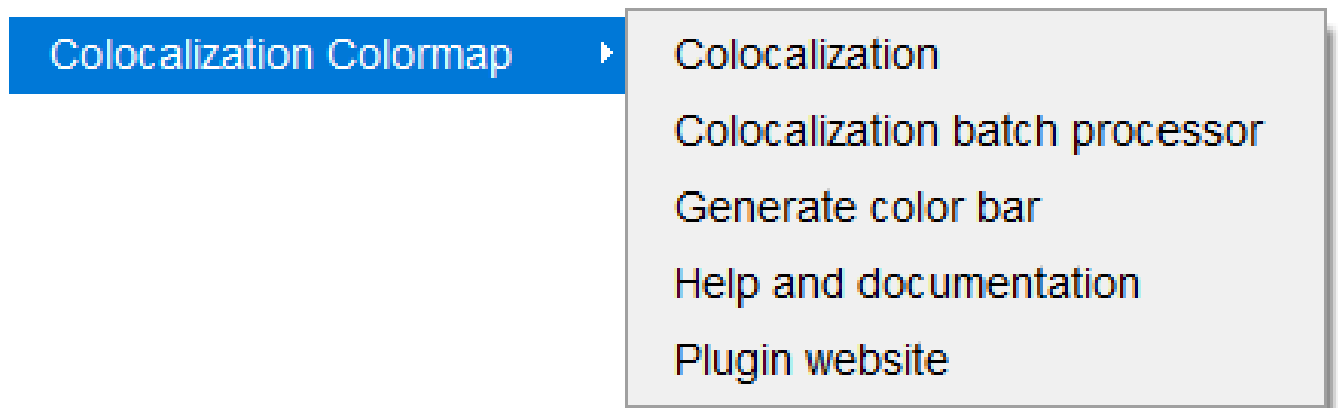 Colocalization Colormap
Colocalization
Colocalization batch processor
Generate color bar
Help and documentation
Plugin website